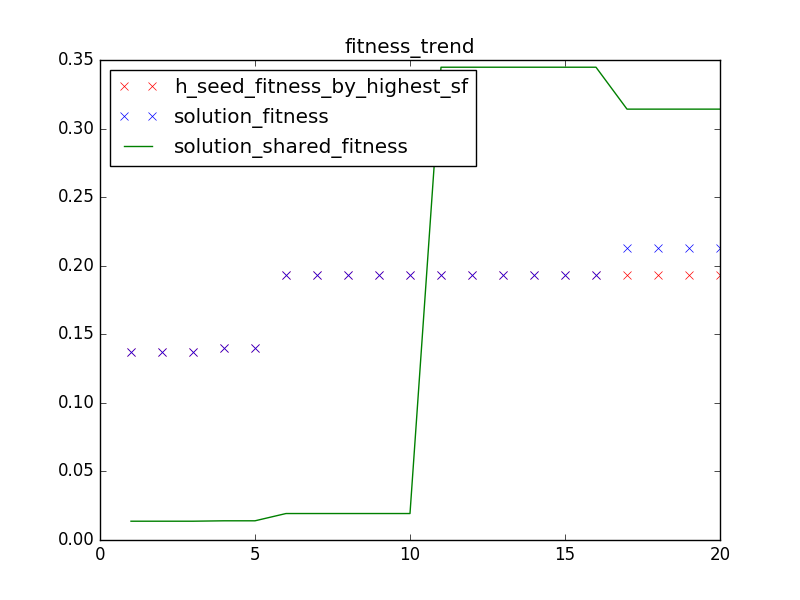 fitness_trend
0.35
h_seed_fitness_by_highest_sf
solution_fitness
solution_shared_fitness
0.30
0.25
0.20
0.15
0.10
0.05
0.00
0 5 10 15 20